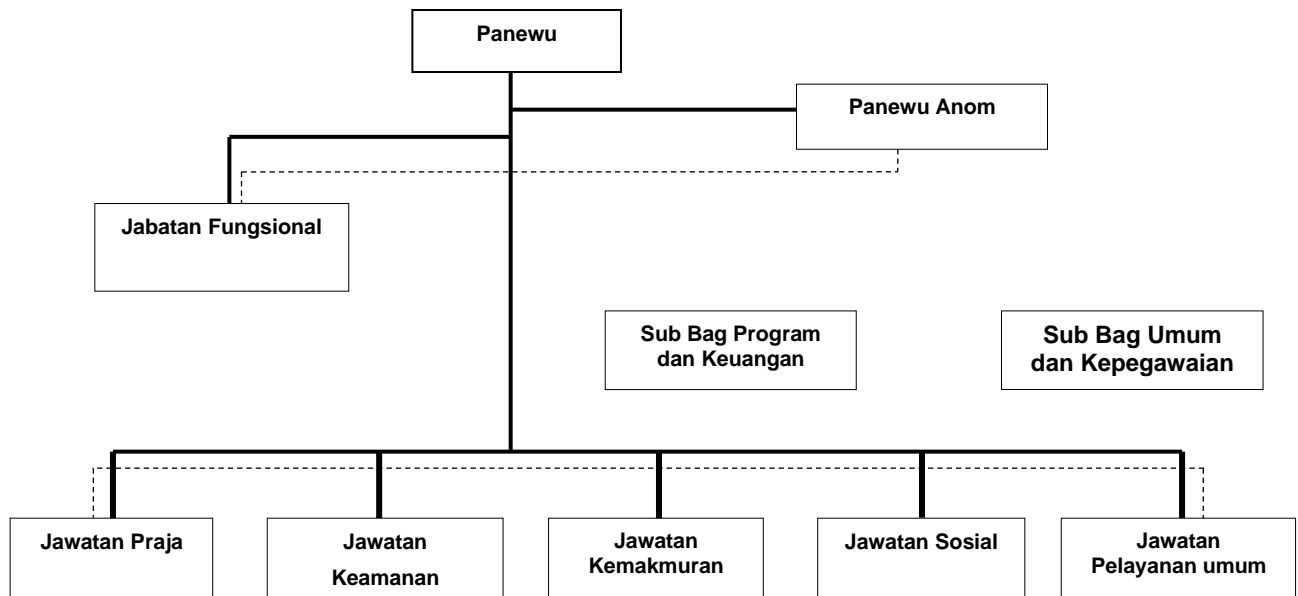 Panewu
Panewu Anom
Jabatan Fungsional
Sub Bag Program
dan Keuangan
Sub Bag Umum
dan Kepegawaian
Jawatan Praja
Jawatan
Keamanan
Jawatan
Kemakmuran
Jawatan Sosial
Jawatan
Pelayanan umum